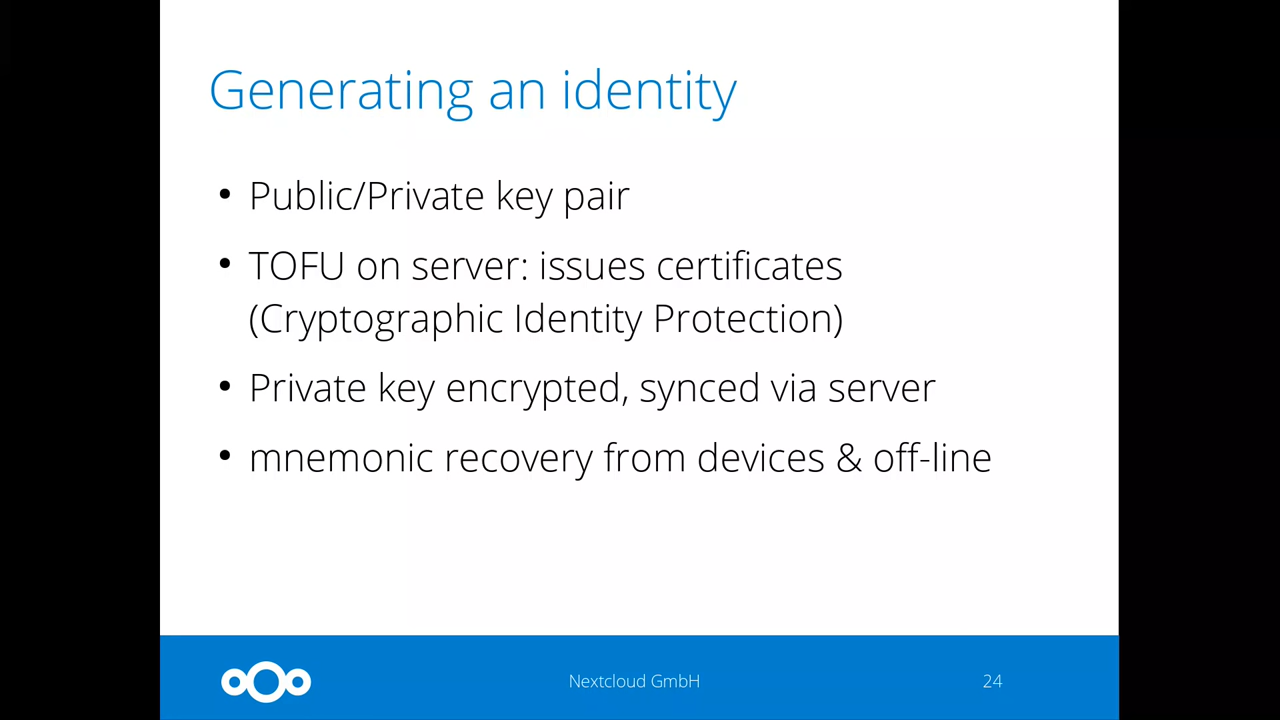 Generating an identity
• Public/Private key pair
• TOFU on server: issues certificates
(Cryptographic Identity Protection)
• Private key encrypted, synced via server
• mnemonic recovery from devices & off-line
Nextcloud GmbH
24